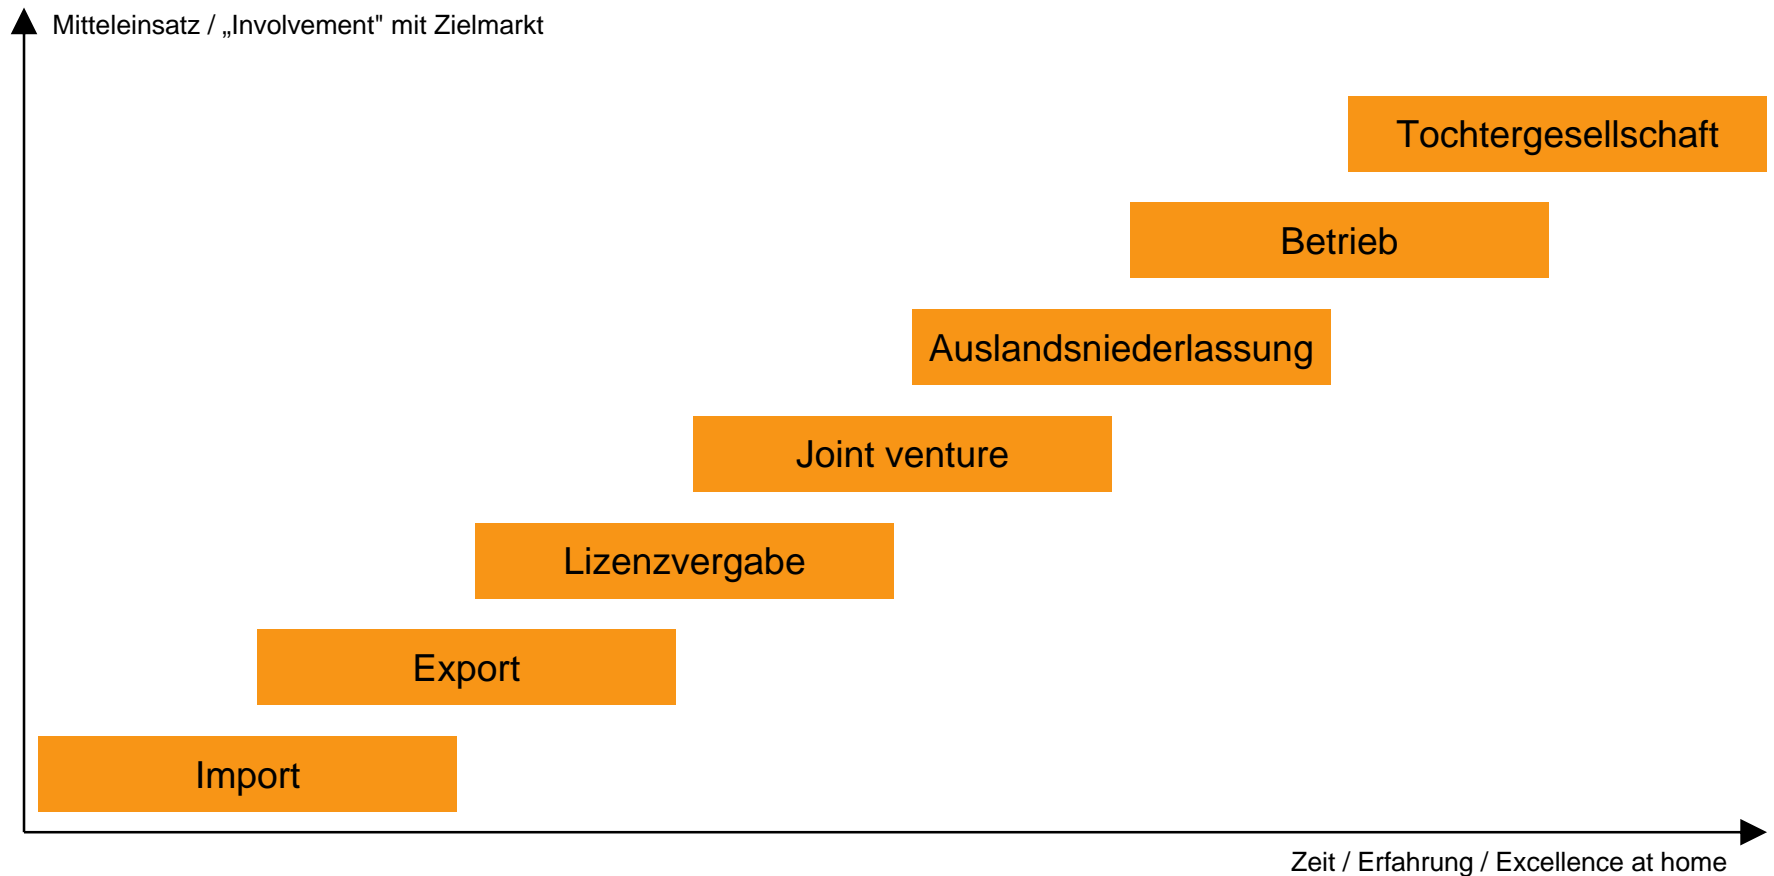 Mitteleinsatz / „Involvement" mit Zielmarkt
Tochtergesellschaft
Betrieb
Auslandsniederlassung
Joint venture
Lizenzvergabe
Export
Import
Zeit / Erfahrung / Excellence at home